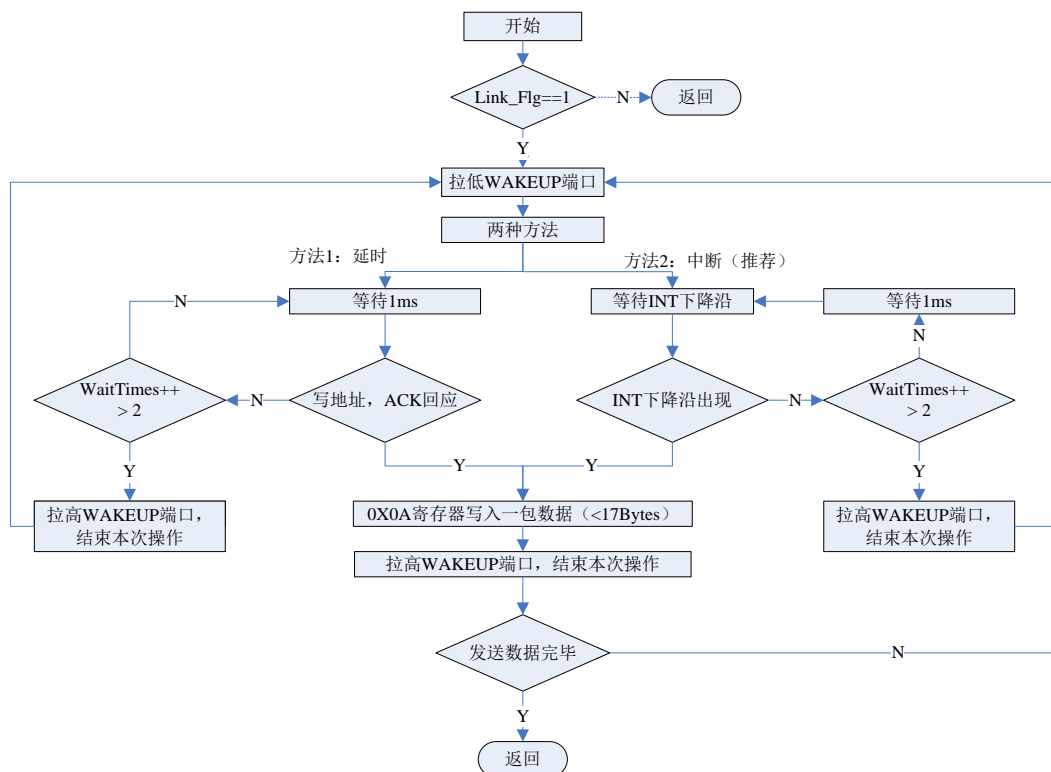 开始
Link_Flg==1
N
返回
Y
拉低WAKEUP端口
两种方法
方法1：延时
方法2：中断（推荐）
N
等待1ms
等待INT下降沿
等待1ms
N
WaitTimes++
> 2
N
写地址，ACK回应
INT下降沿出现
N
WaitTimes++
> 2
Y
Y
Y
Y
拉高WAKEUP端口，
结束本次操作
0X0A寄存器写入一包数据（<17Bytes）
拉高WAKEUP端口，
结束本次操作
拉高WAKEUP端口，结束本次操作
发送数据完毕
N
Y
返回